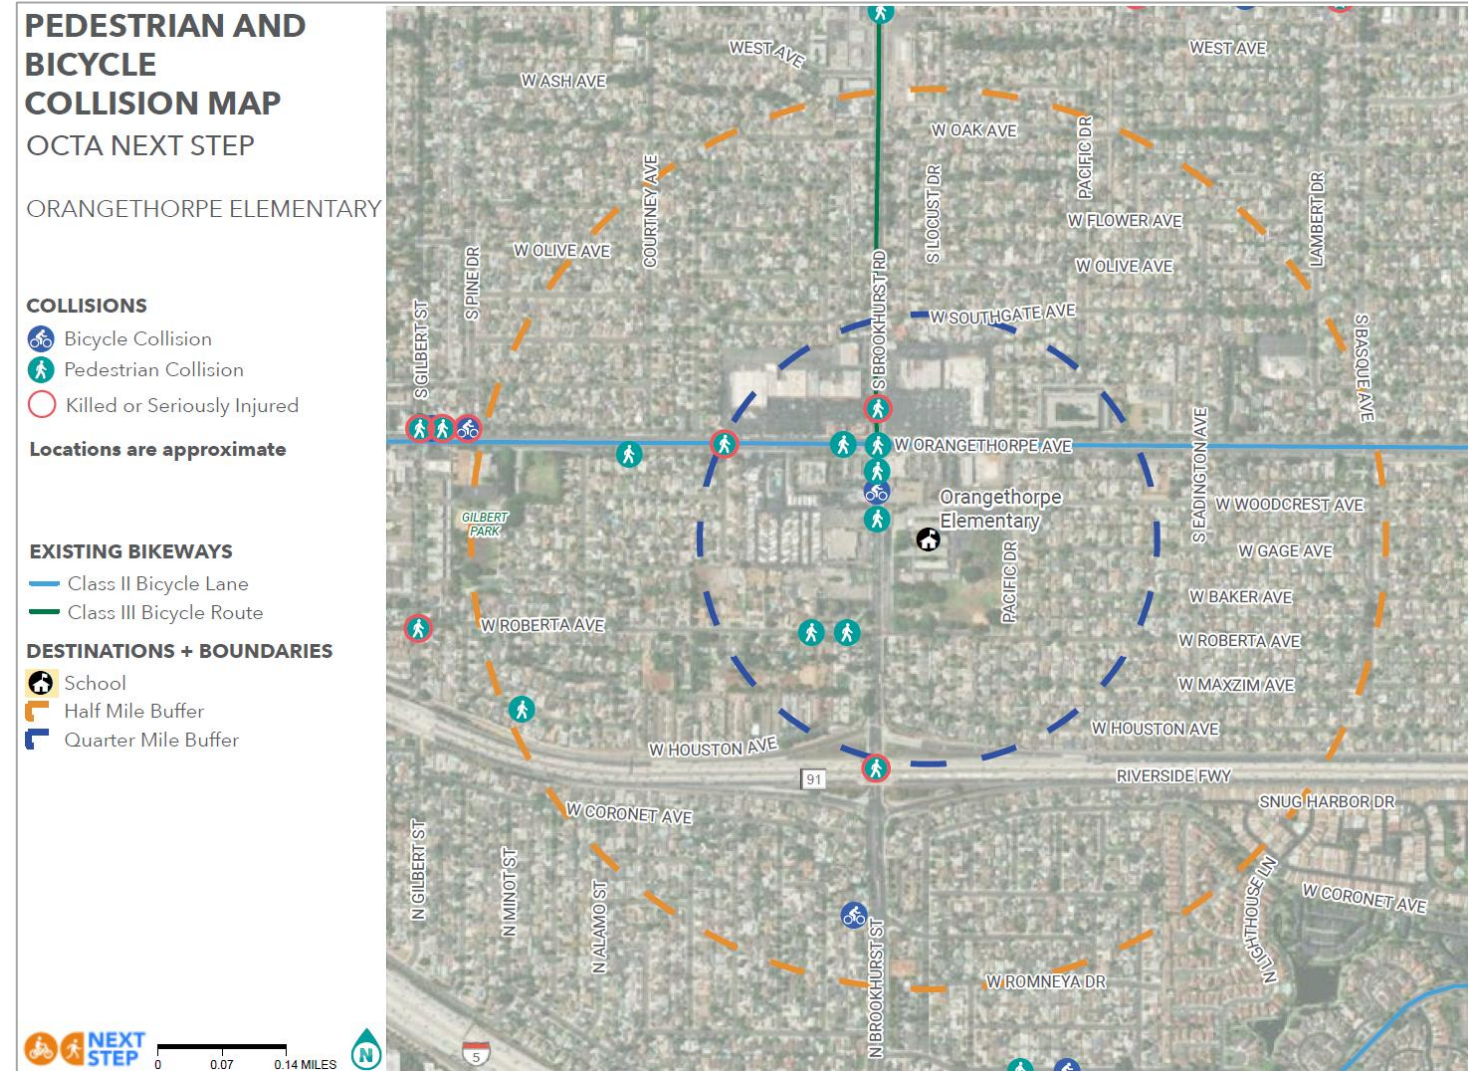 PEDESTRIAN AND
BICYCLE
COLLISION MAP
OCTA NEXT STEP
ORANGETHORPE ELEMENTARY
COLLISIONS
Bicycle Collision
Pedestrian Collision
Killed or Seriously Injured
Locations are approximate
EXISTING BIKEWAYS
Class II Bicycle Lane
Class III Bicycle Route
DESTINATIONS + BOUNDARIES
School
Half Mile Buffer
Quarter Mile Buffer
NEXT
STEP
0 0.07 0.14 MILES
N
WEST AVE
WEST AVE
W ASH AVE
W OAK AVE
PACIFIC DR
COURTNEY AVE
S LOCUST DR
LAMBERT DR
W FLOWER AVE
W OLIVE AVE
W OLIVE AVE
S PINE DR
S GILBERT ST
S BROOKHURST RD
W SOUTHGATE AVE
S BASQUE AVE
W ORANGETHORPE AVE
S EADINGTON AVE
Orangethorpe
Elementary
W WOODCREST AVE
GILBERT
PARK
W GAGE AVE
PACIFIC DR
W BAKER AVE
W ROBERTA AVE
W ROBERTA AVE
W MAXZIM AVE
W HOUSTON AVE
W HOUSTON AVE
91
RIVERSIDE FWY
SNUG HARBOR DR
W CORONET AVE
N GILBERT ST
N MINOT ST
N ALAMO ST
N LIGHTHOUSE LN
W CORONET AVE
N BROOKHURST ST
W ROMNEYA DR
5